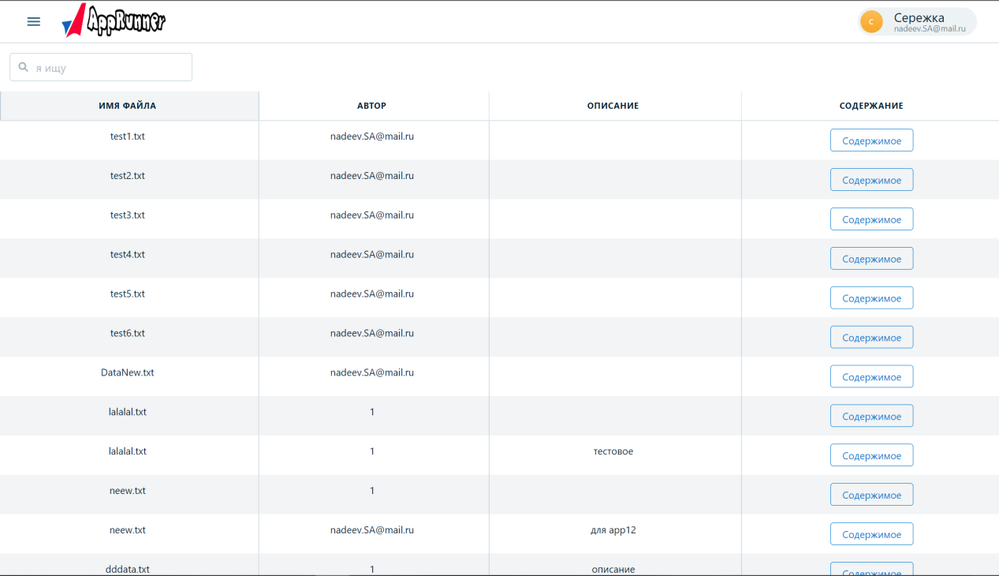 AppRunner
С Сережка
nadeev.SA@mail.ru
я ищу
ИМЯ ФАЙЛА АВТОР ОПИСАНИЕ СОДЕРЖАНИЕ
test1.txt nadeev.SA@mail.ru Содержимое
test2.txt nadeev.SA@mail.ru Содержимое
test3.txt nadeev.SA@mail.ru Содержимое
test4.txt nadeev.SA@mail.ru Содержимое
test5.txt nadeev.SA@mail.ru Содержимое
test6.txt nadeev.SA@mail.ru Содержимое
DataNew.txt nadeev.SA@mail.ru Содержимое
lalalal.txt 1 Содержимое
lalalal.txt 1 тестовое Содержимое
neew.txt 1 Содержимое
neew.txt nadeev.SA@mail.ru для app12 Содержимое
dddata.txt 1 описание Содержимое